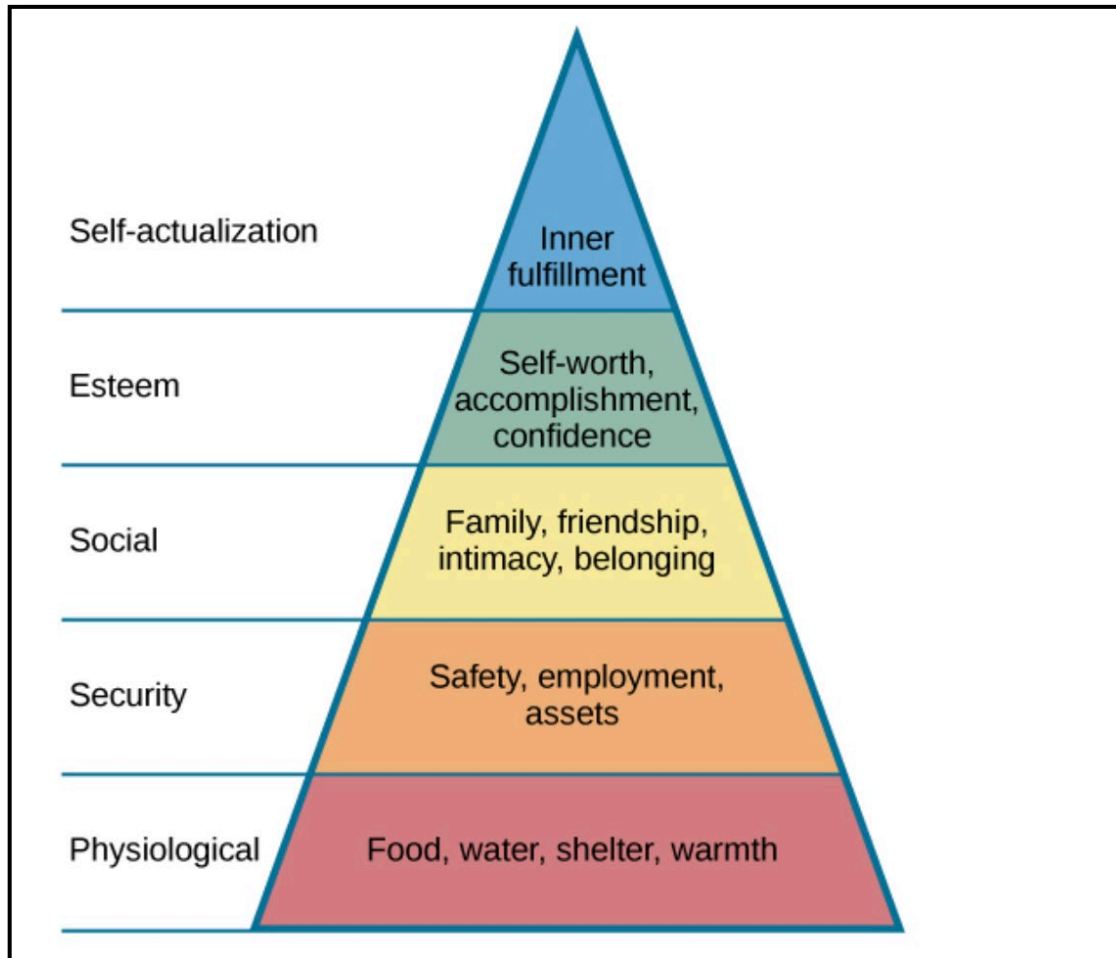 Self-actualization
Inner
fulfillment
Esteem
Self-worth,
accomplishment,
confidence
Social
Family, friendship,
intimacy, belonging
Security
Safety, employment,
assets
Physiological
Food, water, shelter, warmth